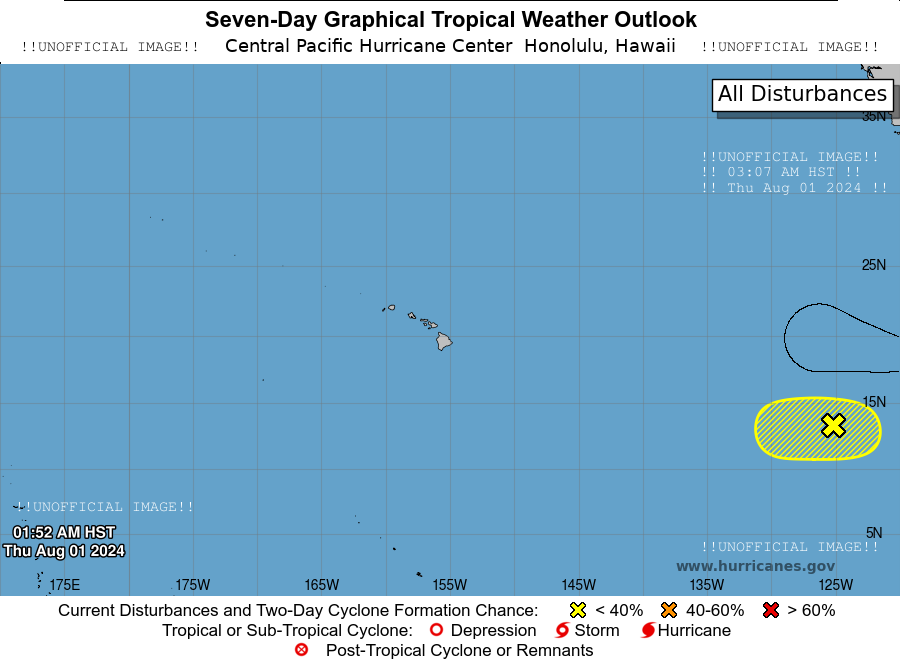 Seven-Day Graphical Tropical Weather Outlook
!!UNOFFICIAL IMAGE!! Central Pacific Hurricane Center Honolulu, Hawaii !!UNOFFICIAL IMAGE!!
All Disturbances
35N
!!UNOFFICIAL IMAGE!!
!! 03:07 AM HST !!
!! Thu Aug 01 2024 !!
25N
15N
!!UNOFFICIAL IMAGE!!
01:52 AM HST
Thu Aug 01 2024
5N
!!UNOFFICIAL IMAGE!!
www.hurricanes.gov
175E 175W 165W 155W 145W 135W 125W
Current Disturbances and Two-Day Cyclone Formation Chance: < 40% 40-60% > 60%
Tropical or Sub-Tropical Cyclone: Depression Storm Hurricane
Post-Tropical Cyclone or Remnants